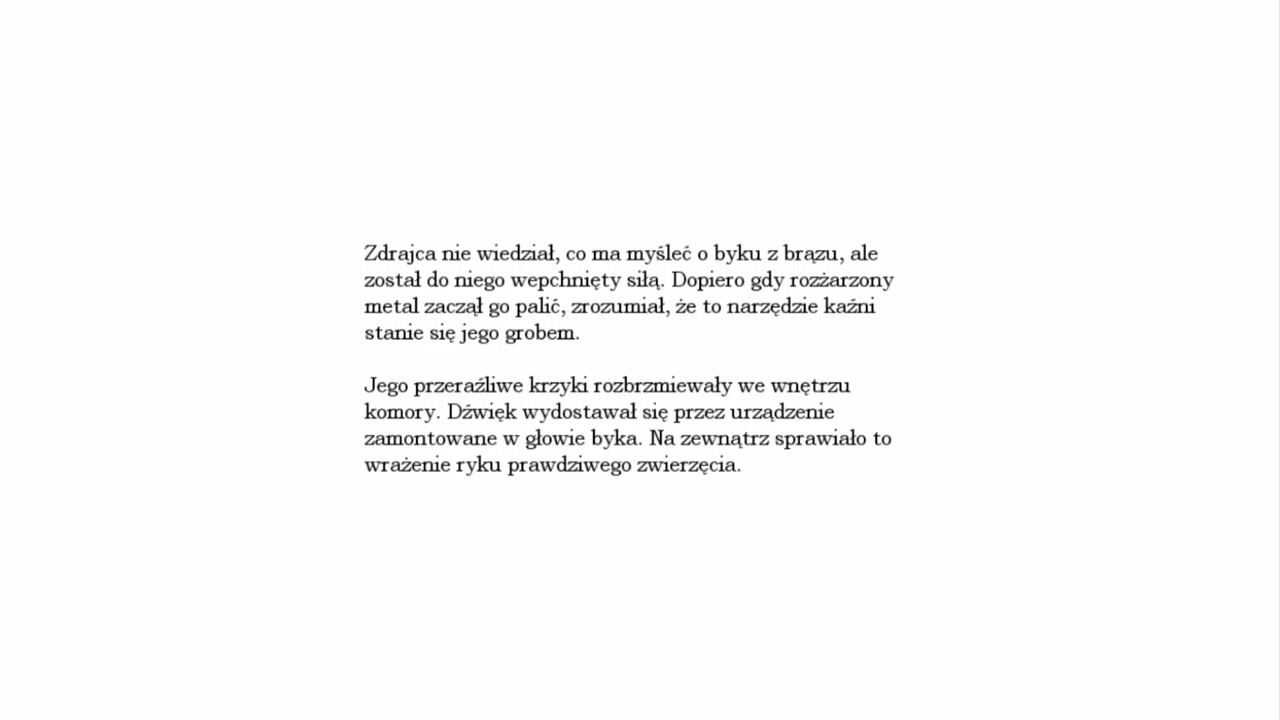 Zdrajca nie wiedział, co ma myśleć o byku z brązu, ale
został do niego wepchnięty siłą. Dopiero gdy rozżarzony
metal zaczął go palić, zrozumiał, że to narzędzie kaźni
stanie się jego grobem.
Jego przeraźliwe krzyki rozbrzmiewały we wnętrzu
komory. Dźwięk wydostawał się przez urządzenie
zamontowane w głowie byka. Na zewnątrz sprawiało to
wrażenie ryku prawdziwego zwierzęcia.